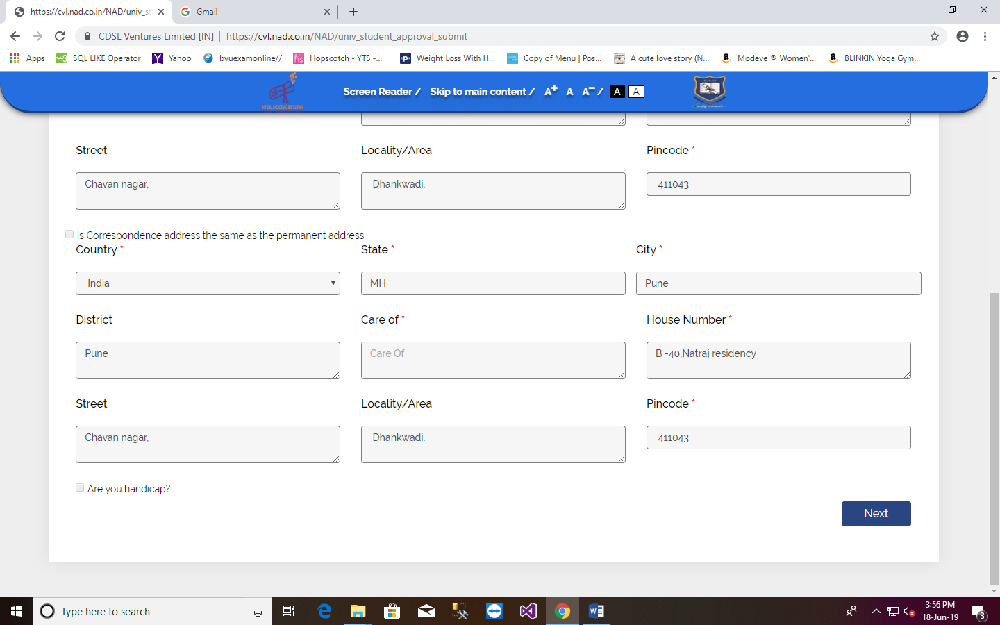 https://cvl.nad.co.in/NAD/univ_st
Gmail
CDSL Ventures Limited [IN] | https://cvl.nad.co.in/NAD/univ_student_approval_submit
Apps SQL LIKE Operator Yahoo bvuexamonline// Hopscotch - YTS -... Weight Loss With H... Copy of Menu | Pos... A cute love story (N... Modeve ® Women'... BLINKIN Yoga Gym...
Screen Reader / Skip to main content / A+ A A- / A A
Street Locality/Area Pincode *
Chavan nagar, Dhankwadi. 411043
Is Correspondence address the same as the permanent address
Country * State * City *
India MH Pune
District Care of * House Number *
Pune Care Of B -40,Natraj residency
Street Locality/Area Pincode *
Chavan nagar, Dhankwadi. 411043
Are you handicap?
Next
Type here to search
3:56 PM
18-Jun-19
3